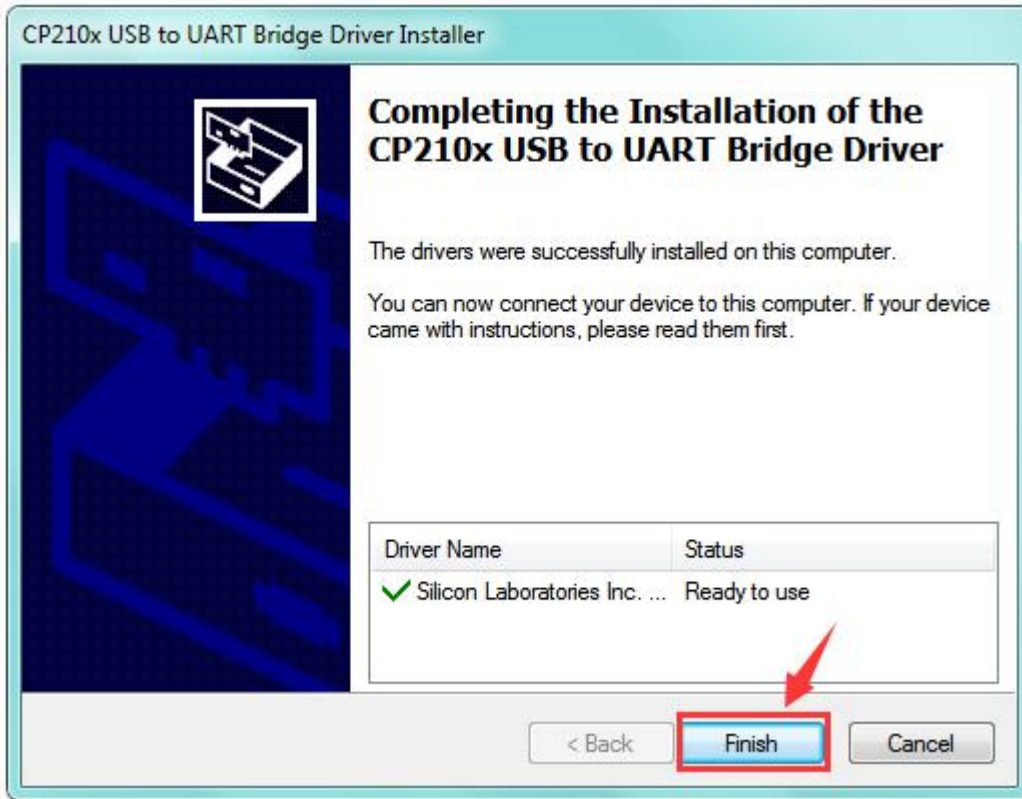 CP210x USB to UART Bridge Driver Installer
Completing the Installation of the
CP210x USB to UART Bridge Driver
The drivers were successfully installed on this computer.
You can now connect your device to this computer. If your device
came with instructions, please read them first.
Driver Name Status
Silicon Laboratories Inc. ... Ready to use
< Back Finish Cancel